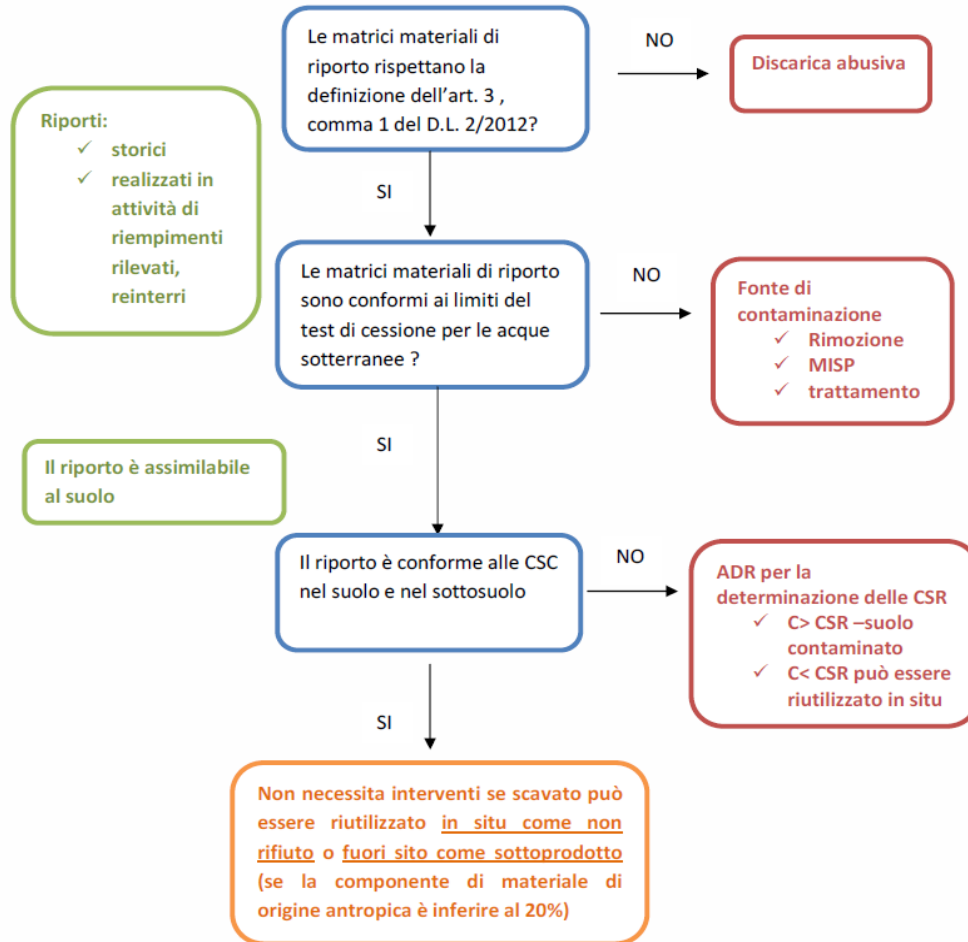 Le matrici materiali di
riporto rispettano la
definizione dell'art. 3 ,
comma 1 del D.L. 2/2012?
NO
Discarica abusiva
Riporti:
✓ storici
✓ realizzati in
attività di
riempimenti
rilevati,
reinterri
SI
Le matrici materiali di riporto
sono conformi ai limiti del
test di cessione per le acque
sotterranee ?
NO
Fonte di
contaminazione
✓ Rimozione
✓ MISP
✓ trattamento
SI
Il riporto è assimilabile
al suolo
Il riporto è conforme alle CSC
nel suolo e nel sottosuolo
NO
ADR per la
determinazione delle CSR
✓ C> CSR –suolo
contaminato
✓ C< CSR può essere
riutilizzato in situ
SI
Non necessita interventi se scavato può
essere riutilizzato in situ come non
rifiuto o fuori sito come sottoprodotto
(se la componente di materiale di
origine antropica è inferire al 20%)